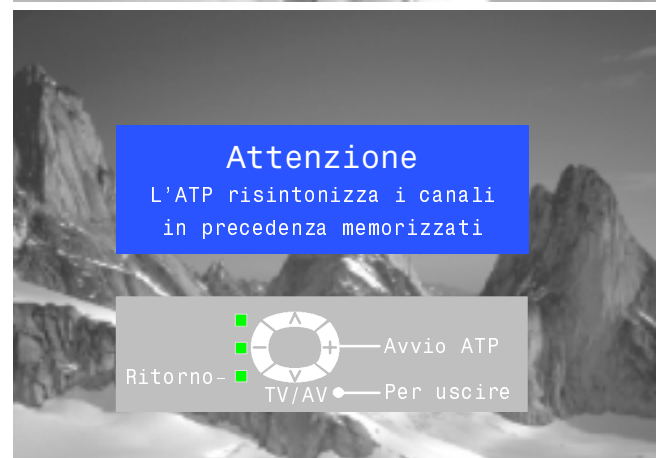 Attenzione
L'ATP risintonizza i canali
in precedenza memorizzati
Avvio ATP
Ritorno
TV/AV Per uscire